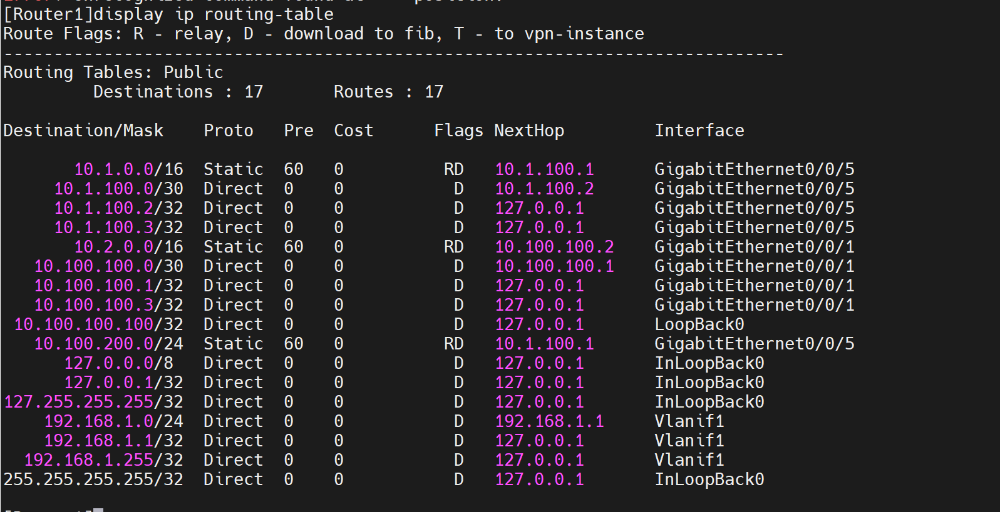 [Router1]display ip routing-table
Route Flags: R - relay, D - download to fib, T - to vpn-instance
------------------------------------------------------------------------------
Routing Tables: Public
         Destinations : 17       Routes : 17

Destination/Mask    Proto   Pre  Cost      Flags NextHop         Interface

       10.1.0.0/16  Static  60   0          RD   10.1.100.1      GigabitEthernet0/0/5
     10.1.100.0/30  Direct  0    0           D   10.1.100.2      GigabitEthernet0/0/5
     10.1.100.2/32  Direct  0    0           D   127.0.0.1       GigabitEthernet0/0/5
     10.1.100.3/32  Direct  0    0           D   127.0.0.1       GigabitEthernet0/0/5
       10.2.0.0/16  Static  60   0          RD   10.100.100.2    GigabitEthernet0/0/1
   10.100.100.0/30  Direct  0    0           D   10.100.100.1    GigabitEthernet0/0/1
   10.100.100.1/32  Direct  0    0           D   127.0.0.1       GigabitEthernet0/0/1
   10.100.100.3/32  Direct  0    0           D   127.0.0.1       GigabitEthernet0/0/1
 10.100.100.100/32  Direct  0    0           D   127.0.0.1       LoopBack0
   10.100.200.0/24  Static  60   0          RD   10.1.100.1      GigabitEthernet0/0/5
      127.0.0.0/8   Direct  0    0           D   127.0.0.1       InLoopBack0
      127.0.0.1/32  Direct  0    0           D   127.0.0.1       InLoopBack0
127.255.255.255/32  Direct  0    0           D   127.0.0.1       InLoopBack0
    192.168.1.0/24  Direct  0    0           D   192.168.1.1     Vlanif1
    192.168.1.1/32  Direct  0    0           D   127.0.0.1       Vlanif1
  192.168.1.255/32  Direct  0    0           D   127.0.0.1       Vlanif1
255.255.255.255/32  Direct  0    0           D   127.0.0.1       InLoopBack0